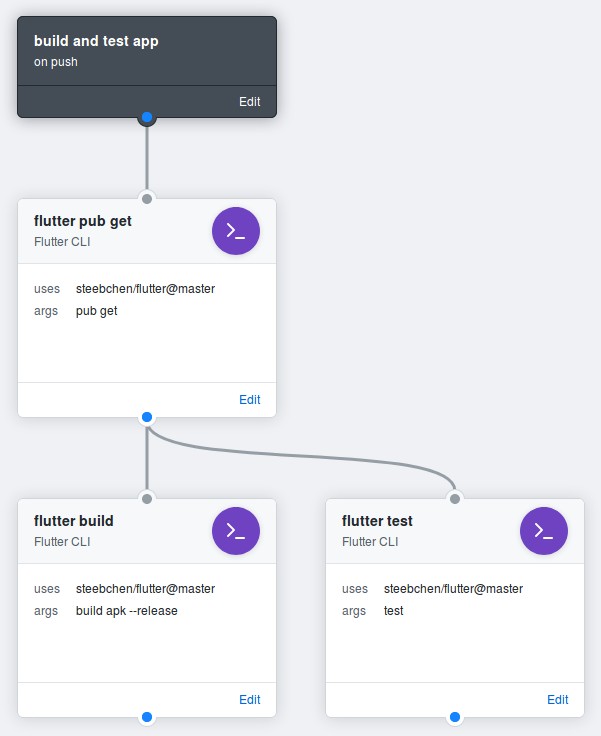 build and test app
on push
Edit
flutter pub get
Flutter CLI
uses steebchen/flutter@master
args pub get
Edit
flutter build
Flutter CLI
uses steebchen/flutter@master
args build apk --release
Edit
flutter test
Flutter CLI
uses steebchen/flutter@master
args test
Edit